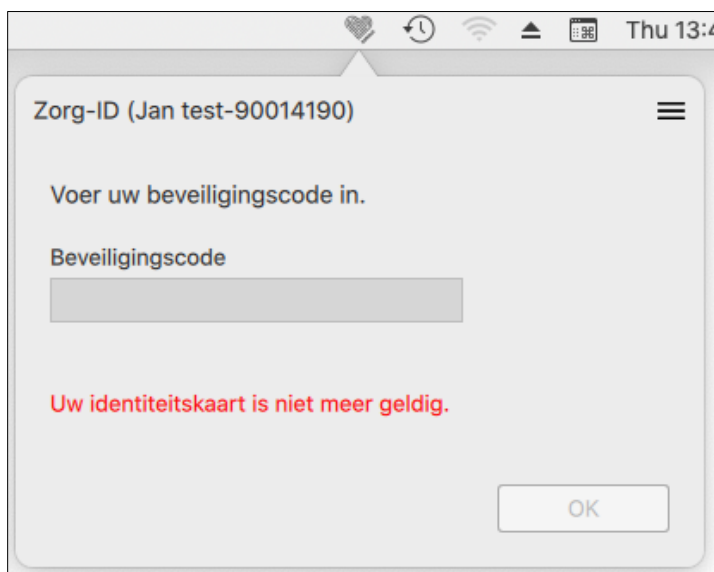 Thu 13:4
Zorg-ID (Jan test-90014190)
Voer uw beveiligingscode in.
Beveiligingscode
Uw identiteitskaart is niet meer geldig.
OK